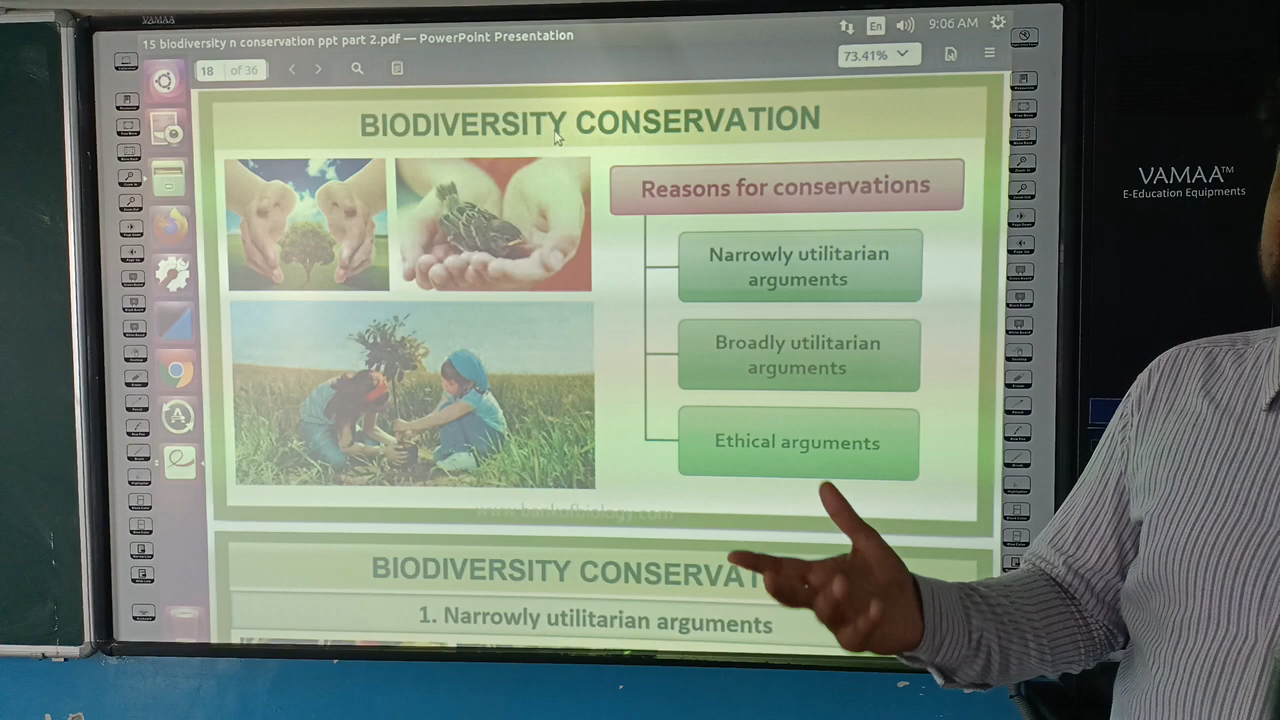 VAMAA
15 biodiversity n conservation ppt part 2.pdf — PowerPoint Presentation
En
9:06 AM
18 of 36
73.41%
BIODIVERSITY CONSERVATION
Reasons for conservations
Narrowly utilitarian
arguments
Broadly utilitarian
arguments
Ethical arguments
BIODIVERSITY CONSERVAT
1. Narrowly utilitarian arguments
VAMAA™
E-Education Equipments